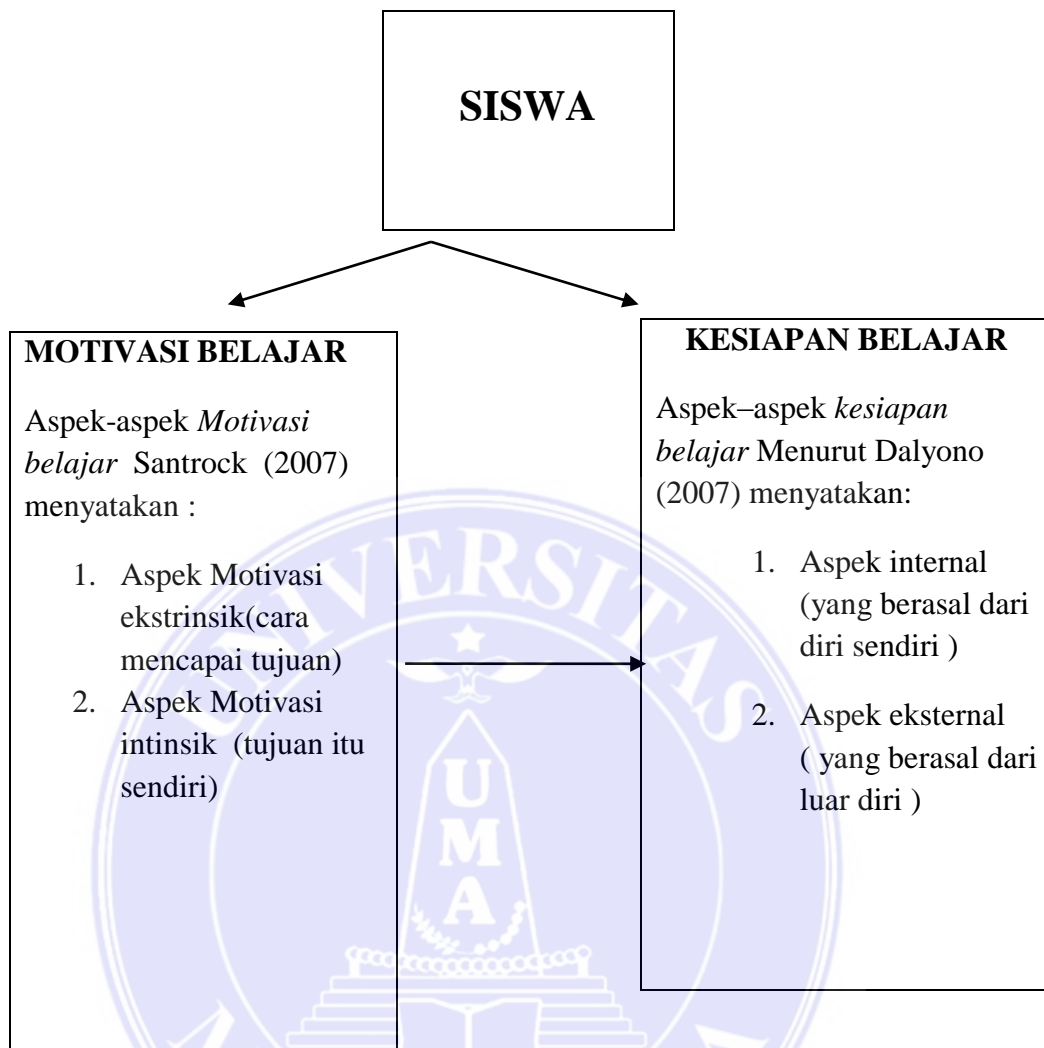 SISWA
MOTIVASI BELAJAR
Aspek-aspek Motivasi
belajar Santrock (2007)
menyatakan :
1. Aspek Motivasi
ekstrinsik(cara
mencapai tujuan)
2. Aspek Motivasi
intinsik (tujuan itu
sendiri)
KESIAPAN BELAJAR
Aspek–aspek kesiapan
belajar Menurut Dalyono
(2007) menyatakan:
1. Aspek internal
(yang berasal dari
diri sendiri )
2. Aspek eksternal
( yang berasal dari
luar diri )
UNIVERSITAS
UMA